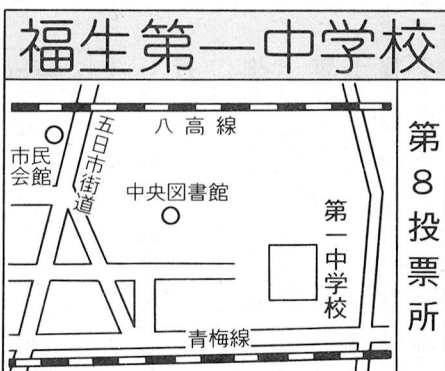 福生第一中学校
八高線
五日市街道
市民
会館
中央図書館
第一中学校
青梅線
第8投票所